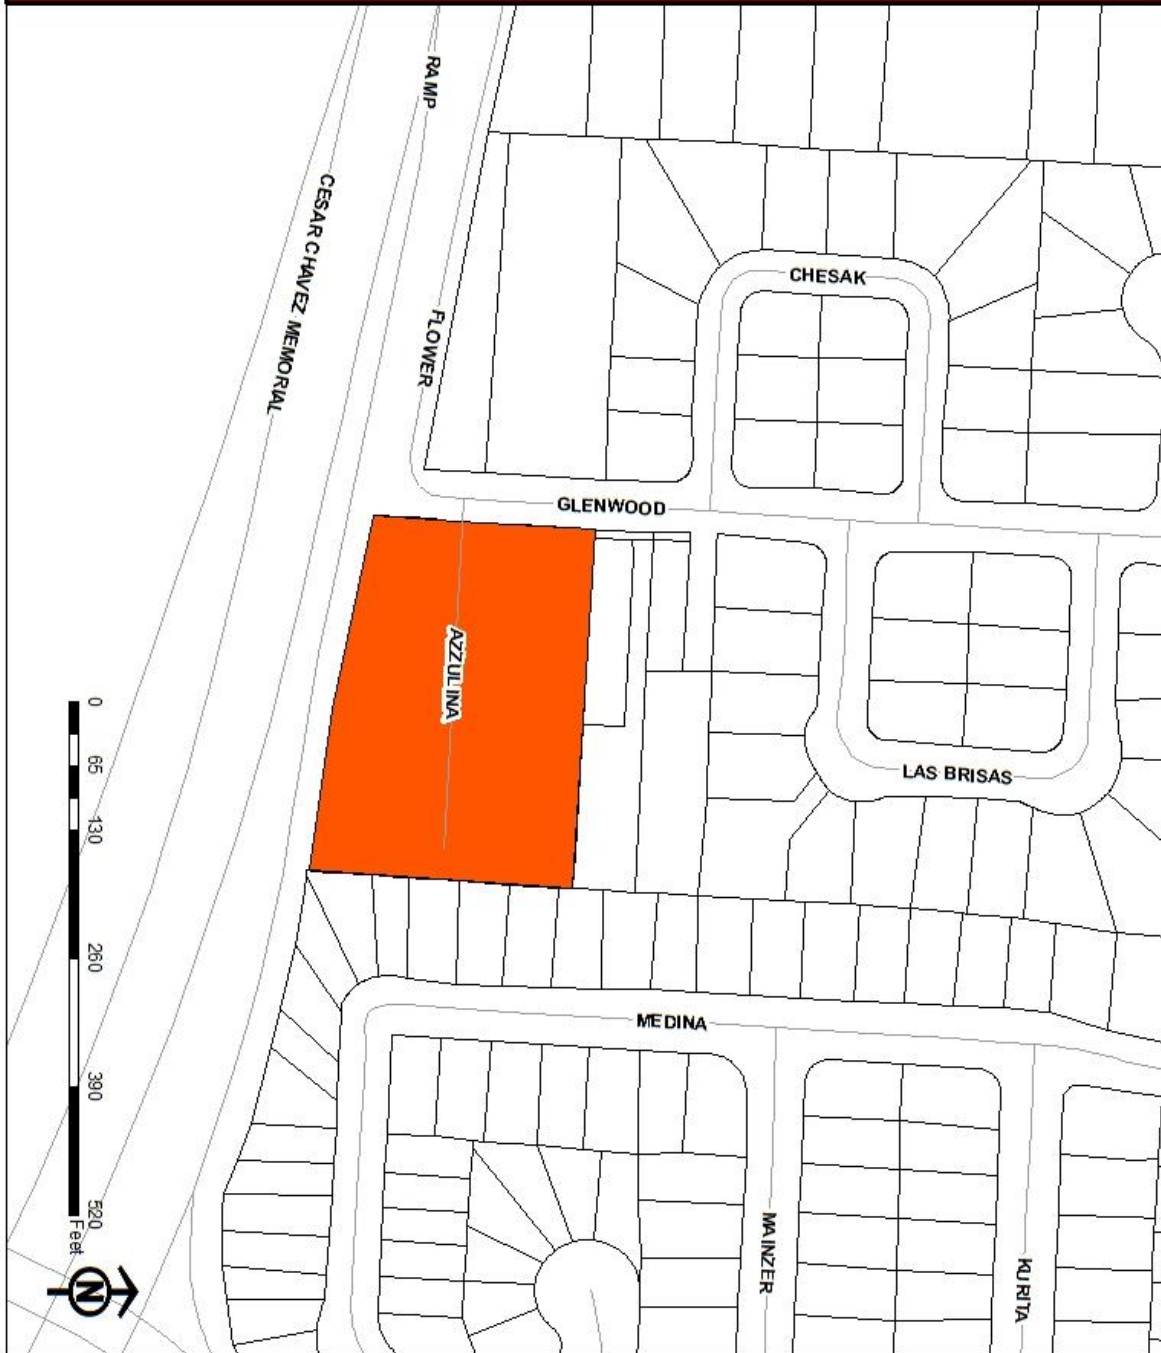 RAMP
CESAR CHAVEZ MEMORIAL
CHESAK
FLOWER
GLENWOOD
AZZULINA
LAS BRISAS
MEDINA
MAINZER
KURITA
0
65
130
260
390
520
Feet
N